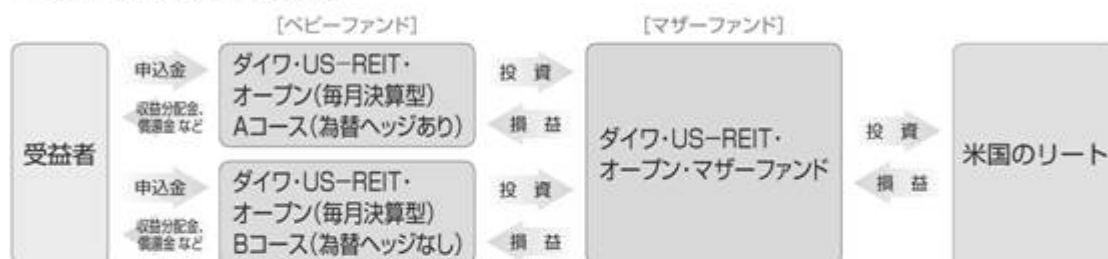 [ベビーファンド]
[マザーファンド]
受益者
申込金
収益分配金、
償還金 など
ダイワ・US-REIT・
オープン(毎月決算型)
Aコース(為替ヘッジあり)
投 資
損 益
申込金
収益分配金、
償還金 など
ダイワ・US-REIT・
オープン(毎月決算型)
Bコース(為替ヘッジなし)
投 資
損 益
ダイワ・US-REIT・
オープン・マザーファンド
投 資
損 益
米国のリート